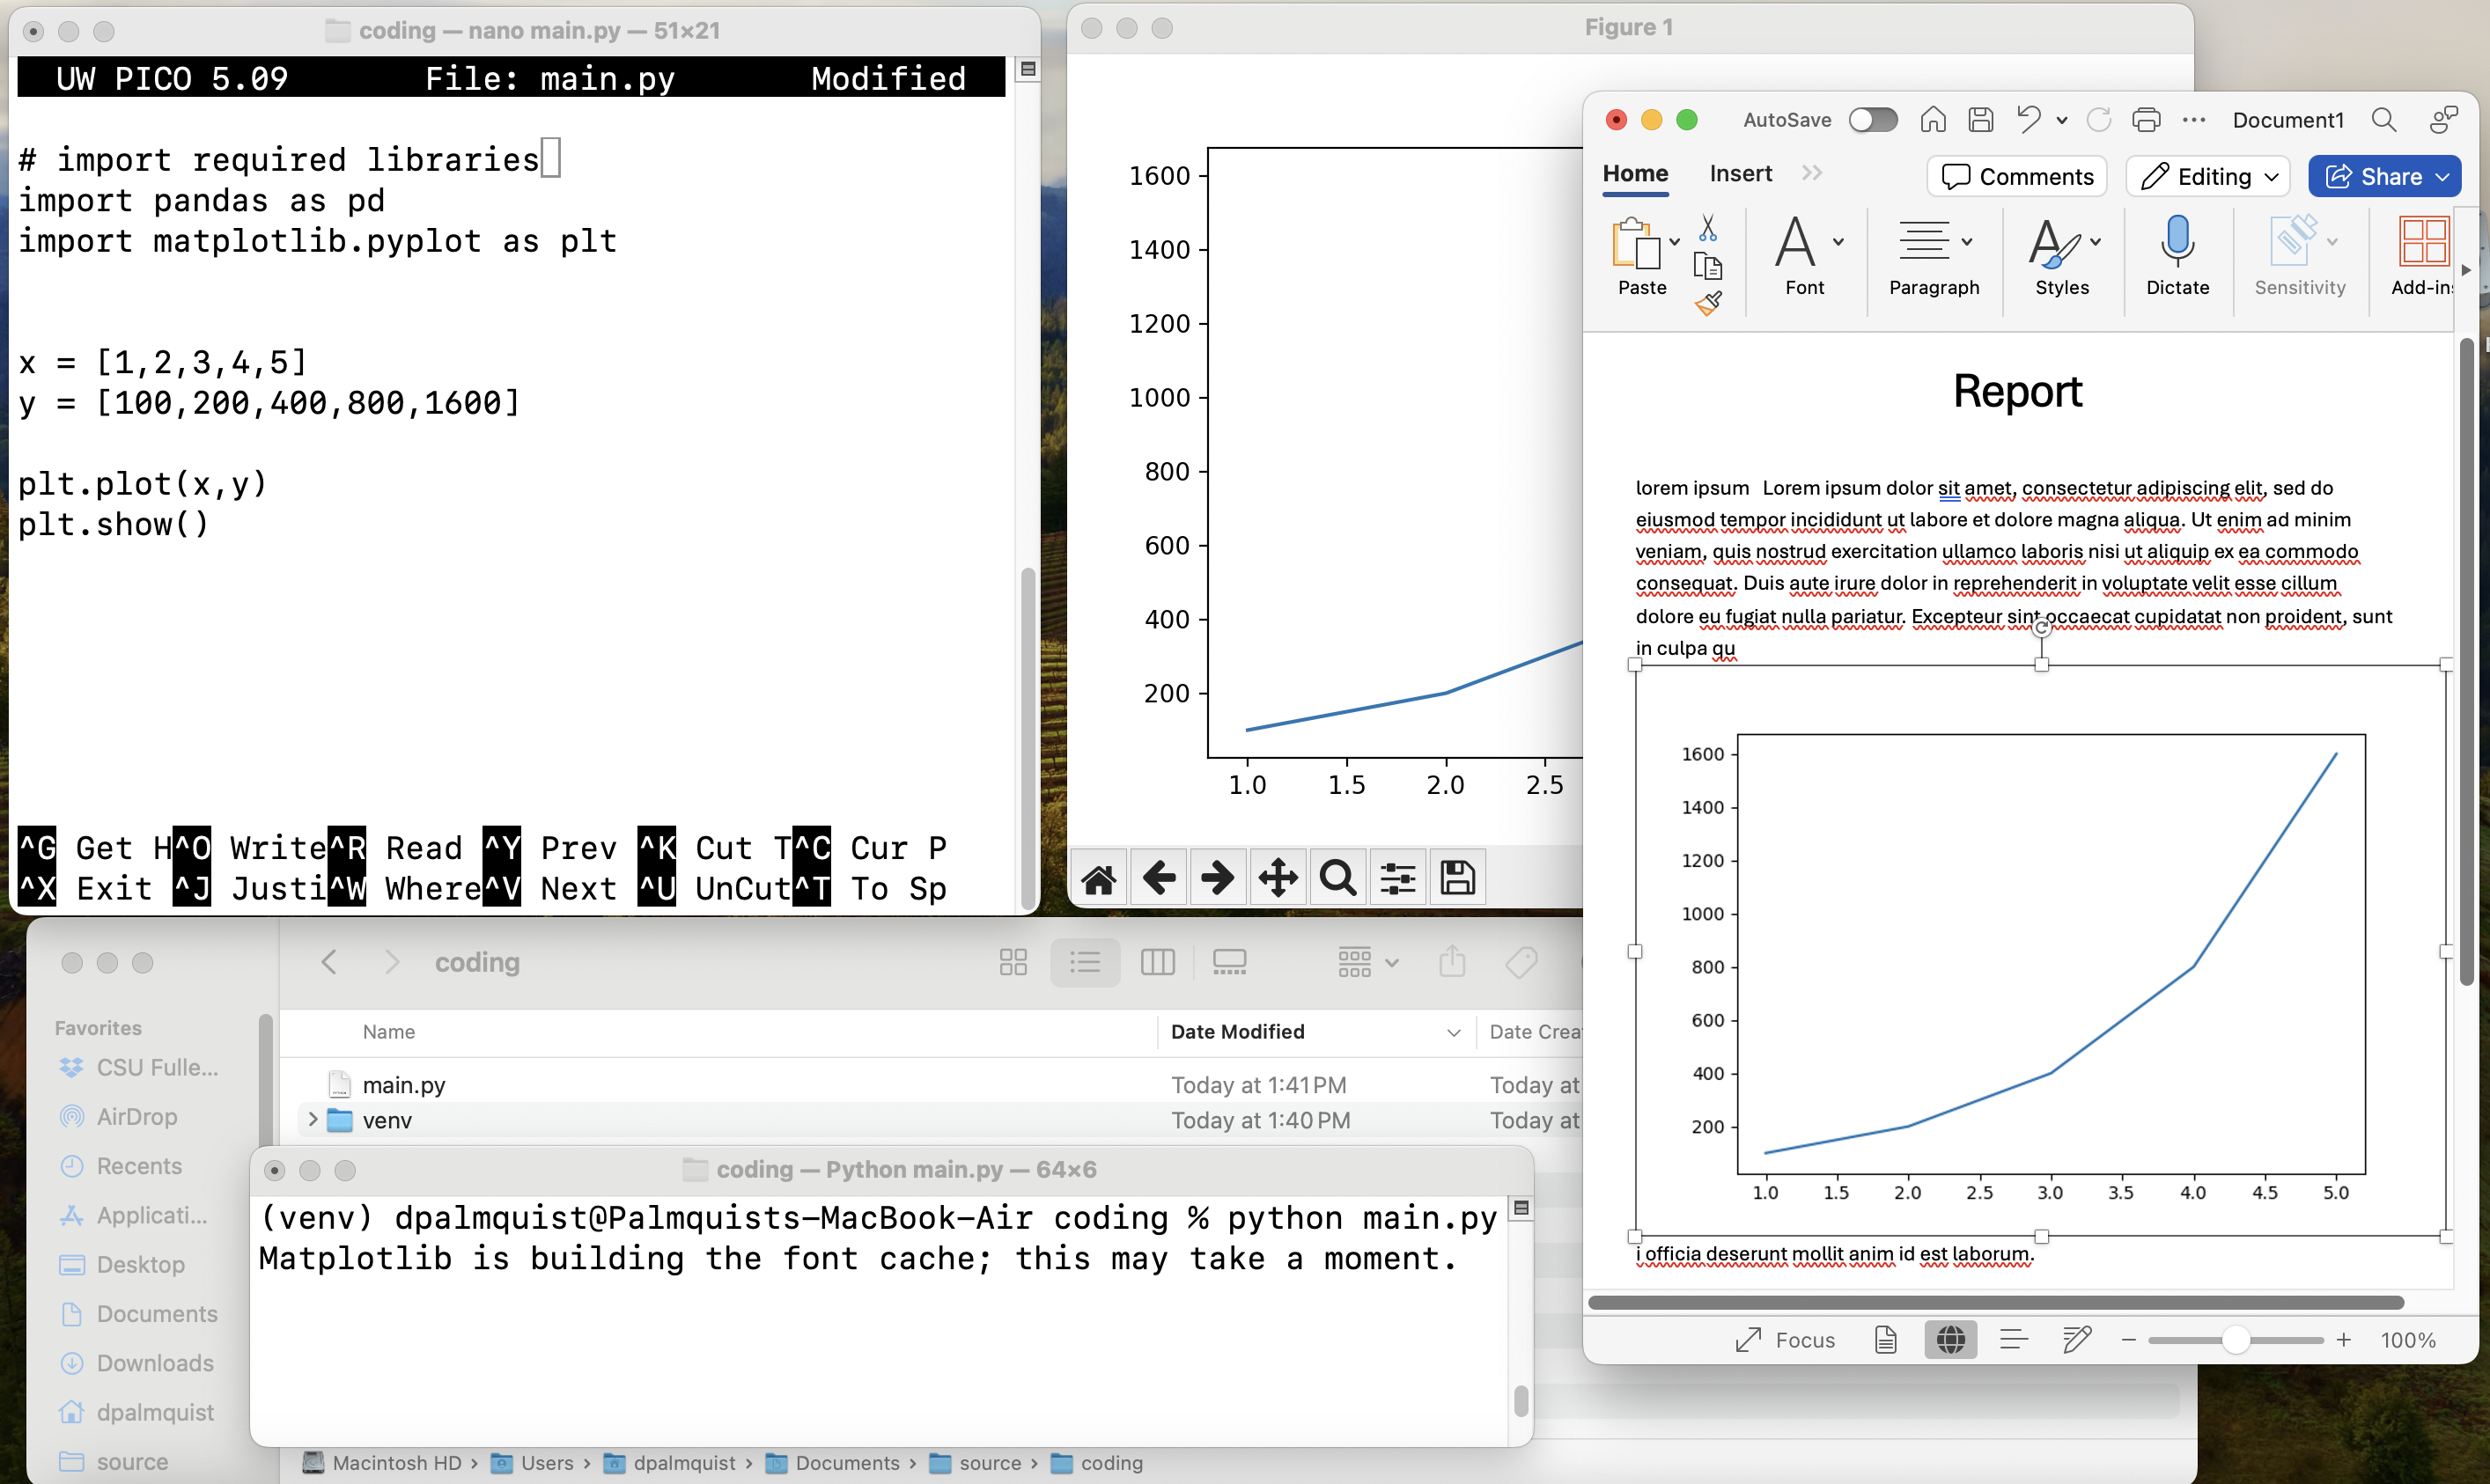 coding — nano main.py — 51×21
UW PICO 5.09 File: main.py Modified
# import required libraries
import pandas as pd
import matplotlib.pyplot as plt
x = [1,2,3,4,5]
y = [100,200,400,800,1600]
plt.plot(x,y)
plt.show()
^G Get H^O Write^R Read ^Y Prev ^K Cut T^C Cur P
^X Exit ^J Justi^W Where^V Next ^U UnCut^T To Sp
Figure 1
1600
1400
1200
1000
800
600
400
200
1.0 1.5 2.0 2.5
AutoSave Document1
Home Insert Comments Editing Share
Paste Font Paragraph Styles Dictate Sensitivity Add-ins
Report
lorem ipsum Lorem ipsum dolor sit amet, consectetur adipiscing elit, sed do
eiusmod tempor incididunt ut labore et dolore magna aliqua. Ut enim ad minim
veniam, quis nostrud exercitation ullamco laboris nisi ut aliquip ex ea commodo
consequat. Duis aute irure dolor in reprehenderit in voluptate velit esse cillum
dolore eu fugiat nulla pariatur. Excepteur sint occaecat cupidatat non proident, sunt
in culpa qu
1600
1400
1200
1000
800
600
400
200
1.0 1.5 2.0 2.5 3.0 3.5 4.0 4.5 5.0
i officia deserunt mollit anim id est laborum.
Focus 100%
coding
Favorites
CSU Fulle...
AirDrop
Recents
Applicati...
Desktop
Documents
Downloads
dpalmquist
source
Name Date Modified Date Crea
main.py Today at 1:41 PM Today at
venv Today at 1:40 PM Today at
coding — Python main.py — 64×6
(venv) dpalmquist@Palmquists-MacBook-Air coding % python main.py
Matplotlib is building the font cache; this may take a moment.
Macintosh HD › Users › dpalmquist › Documents › source › coding